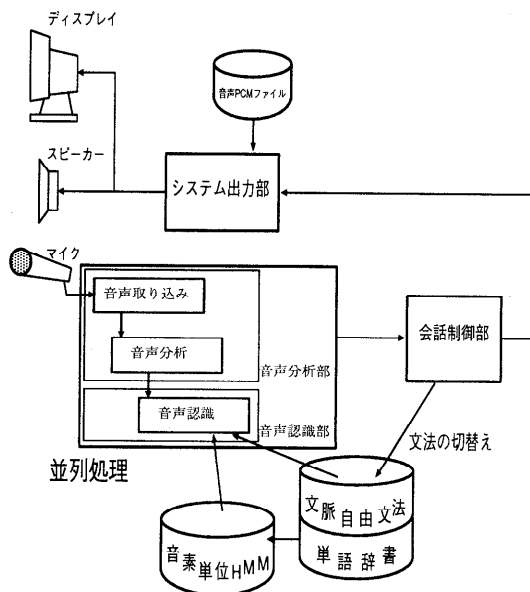 ディスプレイ
音声PCMファイル
スピーカー
システム出力部
マイク
音声取り込み
音声分析
音声分析部
音声認識
音声認識部
会話制御部
並列処理
文法の切替え
文脈自由文法
単語辞書
音素単位HMM